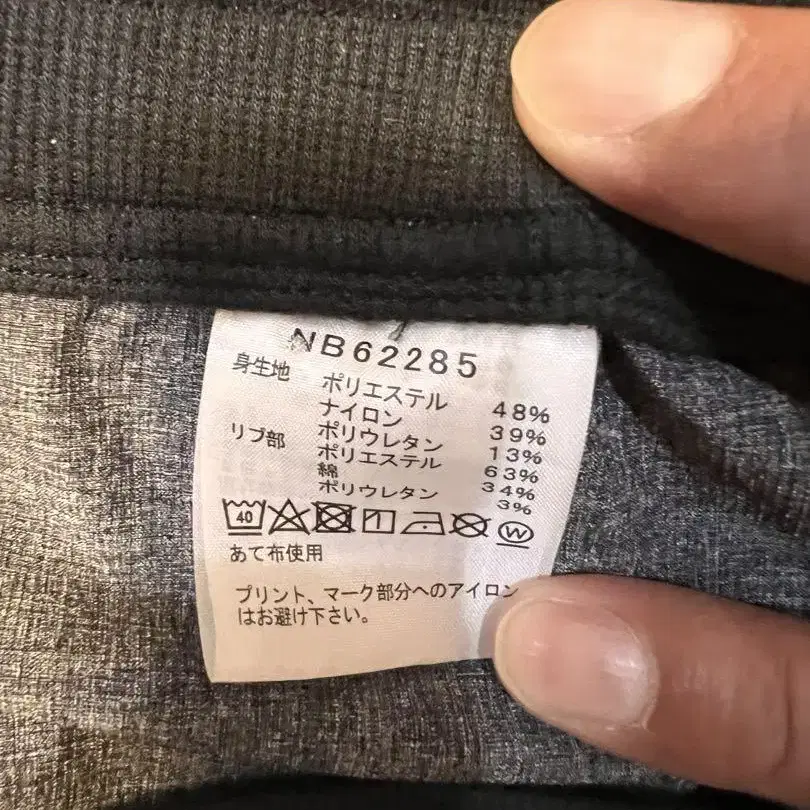 NB62285
身生地 ポリエステル 48%
ナイロン 39%
ポリウレタン 13%
リブ部 ポリエステル 63%
綿 34%
ポリウレタン 3%
40 W
あて布使用
プリント、マーク部分へのアイロン
はお避け下さい。